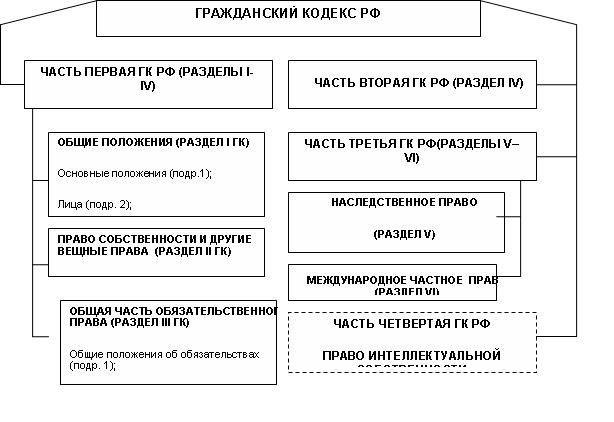 ГРАЖДАНСКИЙ КОДЕКС РФ
ЧАСТЬ ПЕРВАЯ ГК РФ (РАЗДЕЛЫ I-
IV)
ОБЩИЕ ПОЛОЖЕНИЯ (РАЗДЕЛ I ГК)
Основные положения (подр.1);
Лица (подр. 2);
ПРАВО СОБСТВЕННОСТИ И ДРУГИЕ
ВЕЩНЫЕ ПРАВА (РАЗДЕЛ II ГК)
ОБЩАЯ ЧАСТЬ ОБЯЗАТЕЛЬСТВЕННОГ
ПРАВА (РАЗДЕЛ III ГК)
Общие положения об обязательствах
(подр. 1);
ЧАСТЬ ВТОРАЯ ГК РФ (РАЗДЕЛ IV)
ЧАСТЬ ТРЕТЬЯ ГК РФ(РАЗДЕЛЫ V–
VI)
НАСЛЕДСТВЕННОЕ ПРАВО
(РАЗДЕЛ V)
МЕЖДУНАРОДНОЕ ЧАСТНОЕ ПРАВ
(РАЗДЕЛ VI)
ЧАСТЬ ЧЕТВЕРТАЯ ГК РФ
ПРАВО ИНТЕЛЛЕКТУАЛЬНОЙ
СОБСТВЕННОСТИ